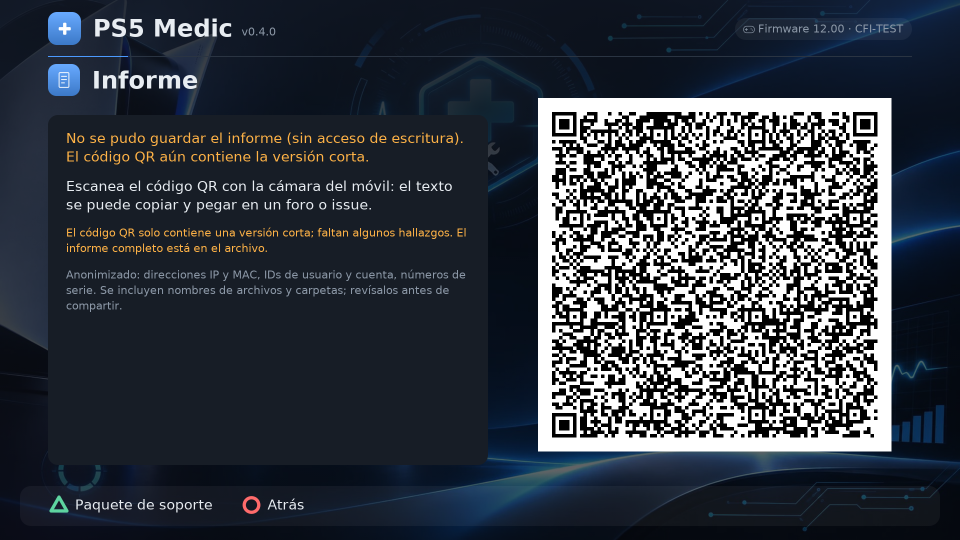 PS5 Medic v0.4.0
Firmware 12.00 · CFI-TEST
Informe
No se pudo guardar el informe (sin acceso de escritura).
El código QR aún contiene la versión corta.
Escanea el código QR con la cámara del móvil: el texto
se puede copiar y pegar en un foro o issue.
El código QR solo contiene una versión corta; faltan algunos hallazgos. El
informe completo está en el archivo.
Anonimizado: direcciones IP y MAC, IDs de usuario y cuenta, números de
serie. Se incluyen nombres de archivos y carpetas; revísalos antes de
compartir.
Paquete de soporte
Atrás